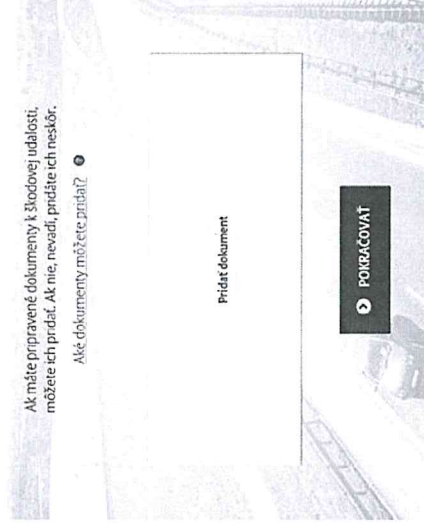 Ak máte pripravené dokumenty k škodovej udalosti,
môžete ich pridať. Ak nie, nevadí, pridáte ich neskôr.
Aké dokumenty môžete pridať?
Pridať dokument
POKRAČOVAŤ